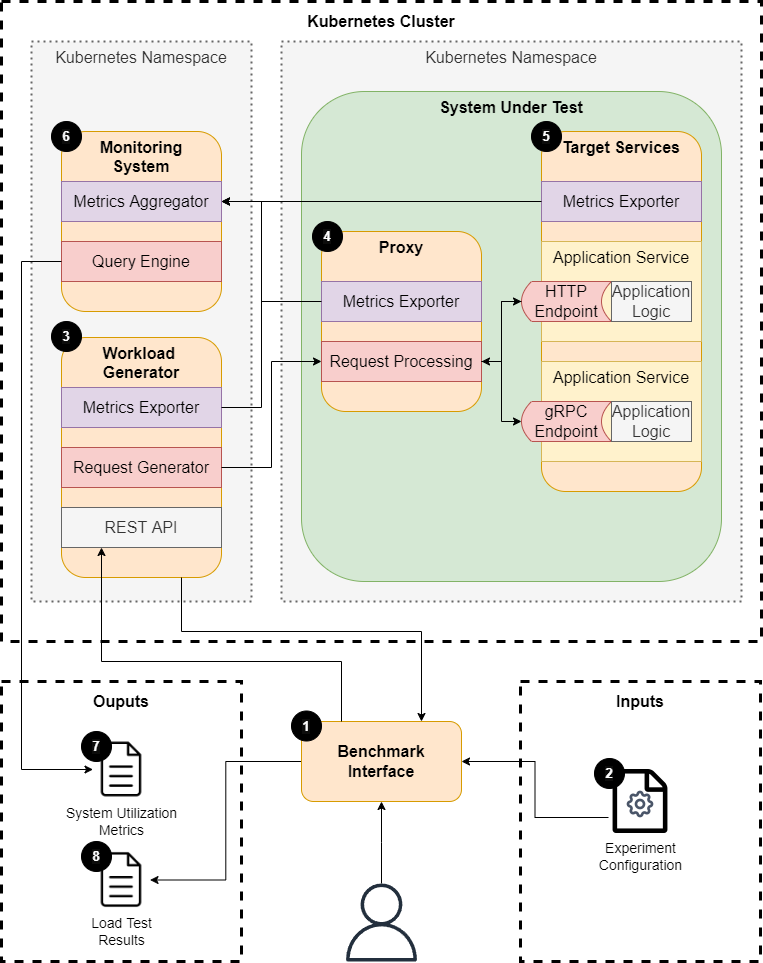 Kubernetes Cluster
Kubernetes Namespace
6
Monitoring
System
Metrics Aggregator
Query Engine
3
Workload
Generator
Metrics Exporter
Request Generator
REST API
Kubernetes Namespace
System Under Test
4
Proxy
Metrics Exporter
Request Processing
5
Target Services
Metrics Exporter
Application Service
HTTP
Endpoint
Application
Logic
Application Service
gRPC
Endpoint
Application
Logic
Ouputs
7
System Utilization
Metrics
8
Load Test
Results
1
Benchmark
Interface
Inputs
2
Experiment
Configuration